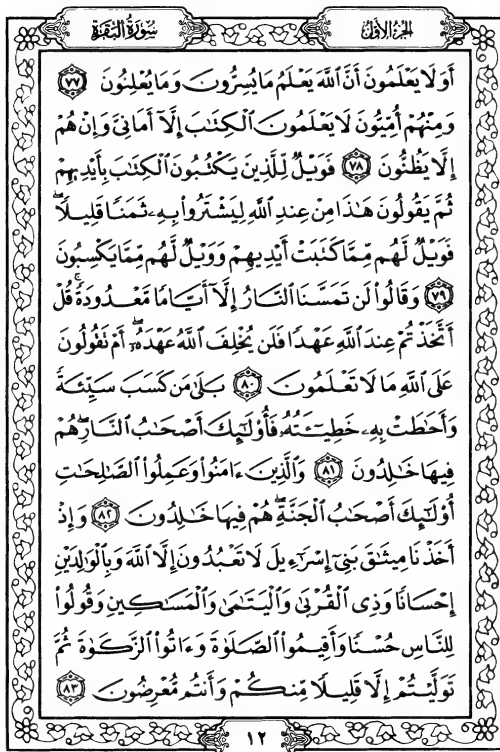 سُورَةُ البَقَرَةِ
الجُزْءُ الأَوَّلُ
أَوَلَا يَعْلَمُونَ أَنَّ ٱللَّهَ يَعْلَمُ مَا يُسِرُّونَ وَمَا يُعْلِنُونَ ٧٧
وَمِنْهُمْ أُمِّيُّونَ لَا يَعْلَمُونَ ٱلْكِتَٰبَ إِلَّآ أَمَانِىَّ وَإِنْ هُمْ
إِلَّا يَظُنُّونَ ٧٨ فَوَيْلٌ لِّلَّذِينَ يَكْتُبُونَ ٱلْكِتَٰبَ بِأَيْدِيهِمْ
ثُمَّ يَقُولُونَ هَٰذَا مِنْ عِندِ ٱللَّهِ لِيَشْتَرُوا۟ بِهِۦ ثَمَنًا قَلِيلًا ۖ
فَوَيْلٌ لَّهُم مِّمَّا كَتَبَتْ أَيْدِيهِمْ وَوَيْلٌ لَّهُم مِّمَّا يَكْسِبُونَ
٧٩ وَقَالُوا۟ لَن تَمَسَّنَا ٱلنَّارُ إِلَّآ أَيَّامًا مَّعْدُودَةً ۚ قُلْ
أَتَّخَذْتُمْ عِندَ ٱللَّهِ عَهْدًا فَلَن يُخْلِفَ ٱللَّهُ عَهْدَهُۥٓ ۖ أَمْ تَقُولُونَ
عَلَى ٱللَّهِ مَا لَا تَعْلَمُونَ ٨٠ بَلَىٰ مَن كَسَبَ سَيِّئَةً
وَأَحَٰطَتْ بِهِۦ خَطِيٓـَٔتُهُۥ فَأُو۟لَٰٓئِكَ أَصْحَٰبُ ٱلنَّارِ ۖ هُمْ
فِيهَا خَٰلِدُونَ ٨١ وَٱلَّذِينَ ءَامَنُوا۟ وَعَمِلُوا۟ ٱلصَّٰلِحَٰتِ
أُو۟لَٰٓئِكَ أَصْحَٰبُ ٱلْجَنَّةِ ۖ هُمْ فِيهَا خَٰلِدُونَ ٨٢ وَإِذْ
أَخَذْنَا مِيثَٰقَ بَنِىٓ إِسْرَٰٓءِيلَ لَا تَعْبُدُونَ إِلَّا ٱللَّهَ وَبِٱلْوَٰلِدَيْنِ
إِحْسَانًا وَذِى ٱلْقُرْبَىٰ وَٱلْيَتَٰمَىٰ وَٱلْمَسَٰكِينِ وَقُولُوا۟
لِلنَّاسِ حُسْنًا وَأَقِيمُوا۟ ٱلصَّلَوٰةَ وَءَاتُوا۟ ٱلزَّكَوٰةَ ثُمَّ
تَوَلَّيْتُمْ إِلَّا قَلِيلًا مِّنكُمْ وَأَنتُم مُّعْرِضُونَ ٨٣
١٢